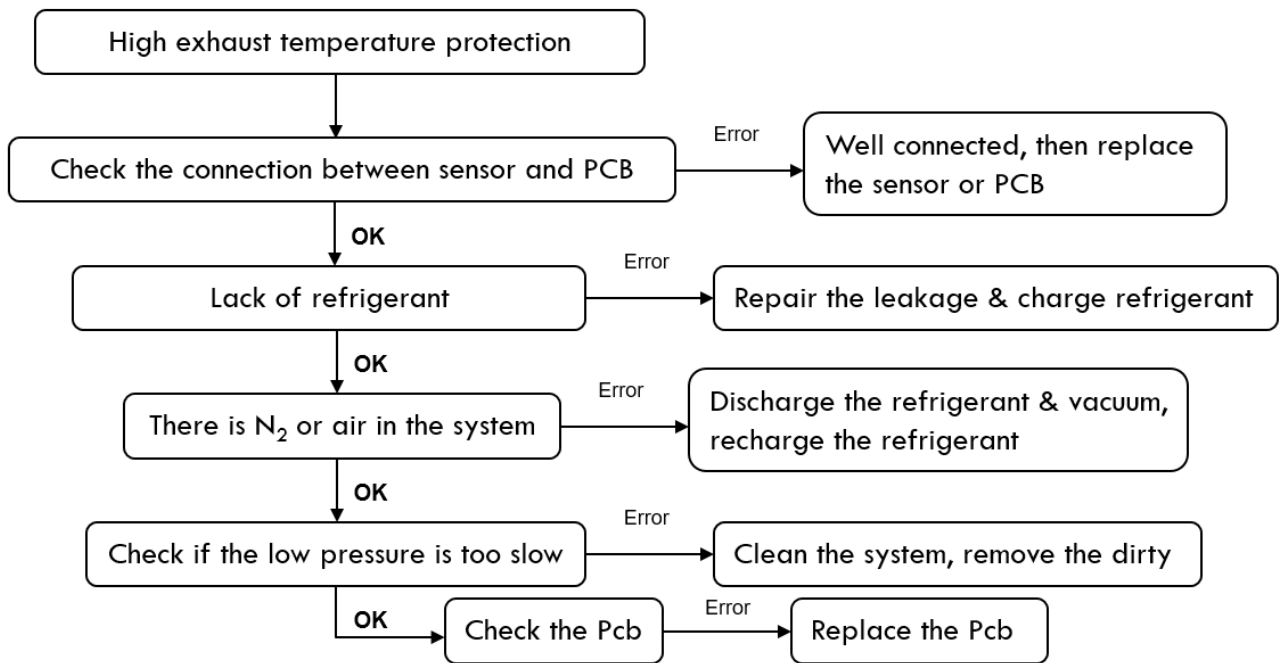 High exhaust temperature protection
Check the connection between sensor and PCB
Error
Well connected, then replace
the sensor or PCB
OK
Lack of refrigerant
Error
Repair the leakage & charge refrigerant
OK
There is N₂ or air in the system
Error
Discharge the refrigerant & vacuum,
recharge the refrigerant
OK
Check if the low pressure is too slow
Error
Clean the system, remove the dirty
OK
Check the Pcb
Error
Replace the Pcb